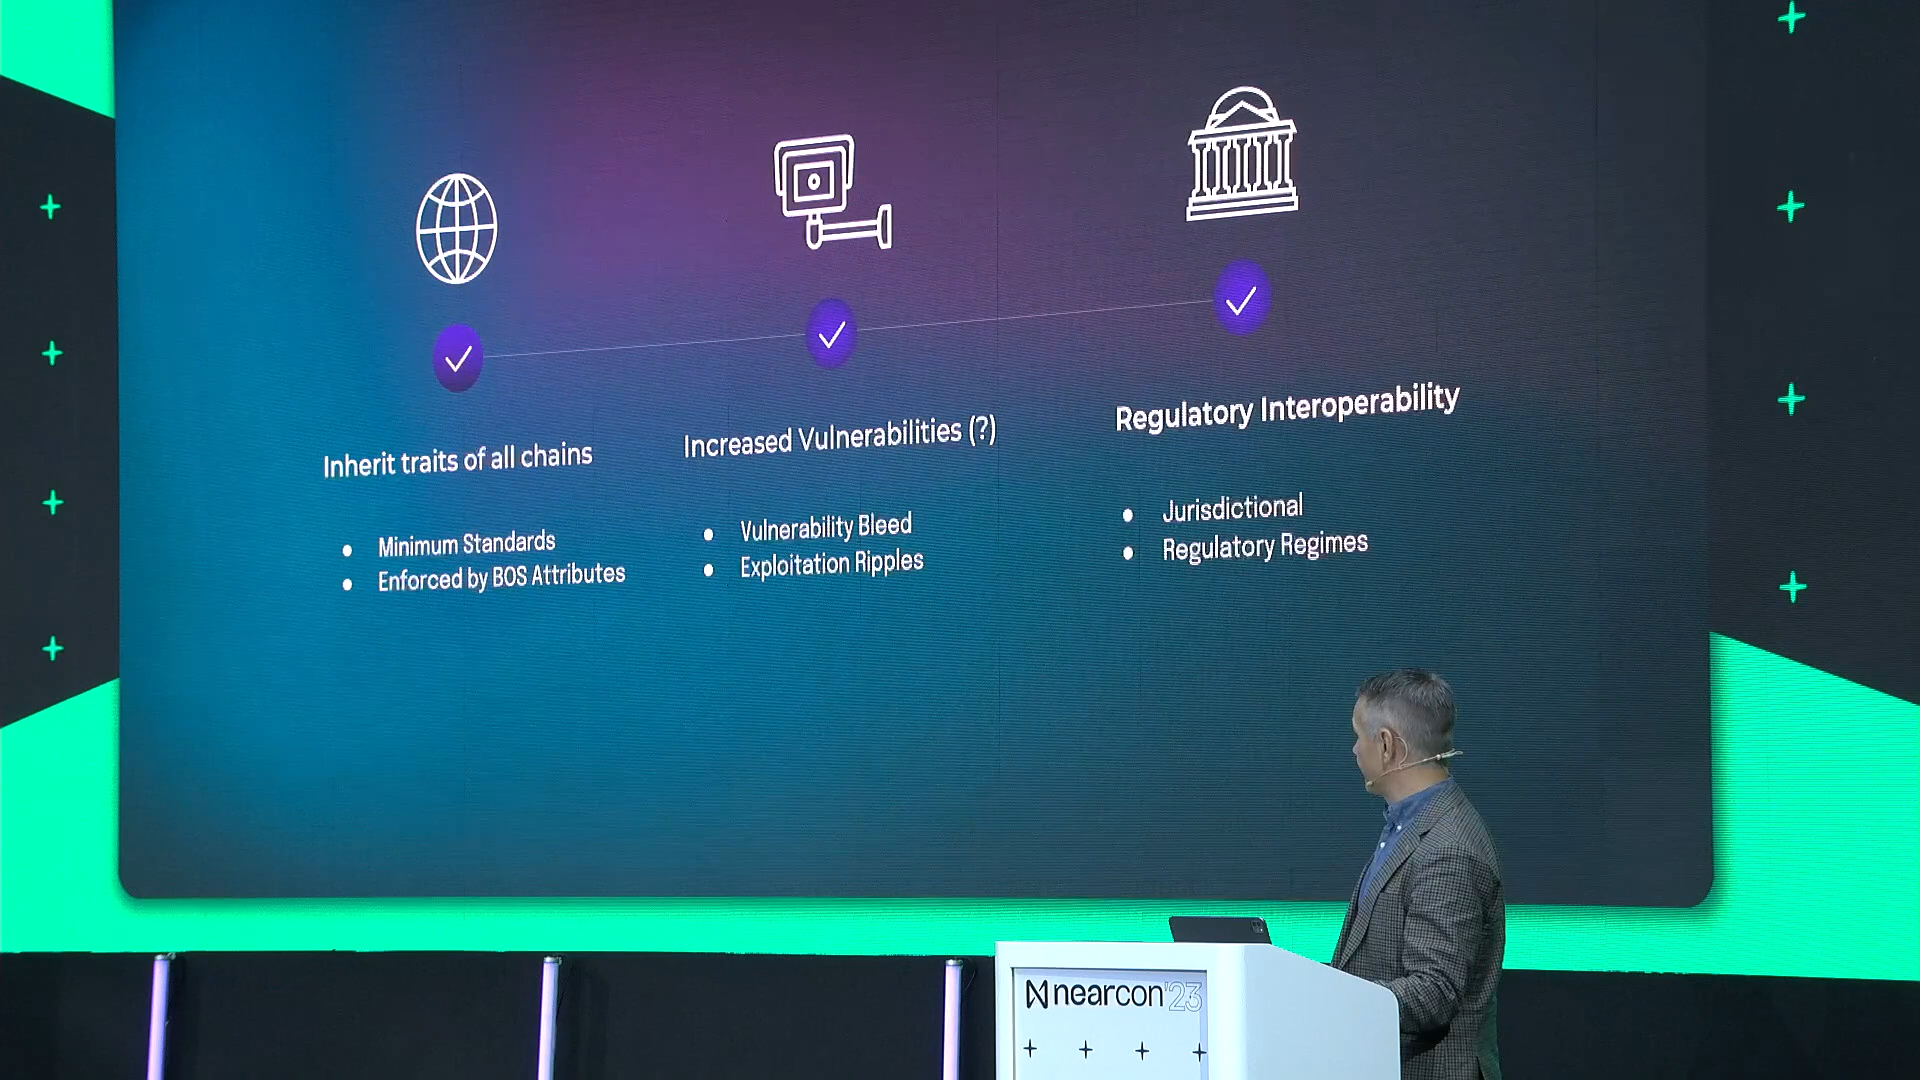 Inherit traits of all chains
Minimum Standards
Enforced by BOS Attributes
Increased Vulnerabilities (?)
Vulnerability Bleed
Exploitation Ripples
Regulatory Interoperability
Jurisdictional
Regulatory Regimes
nearcon'23